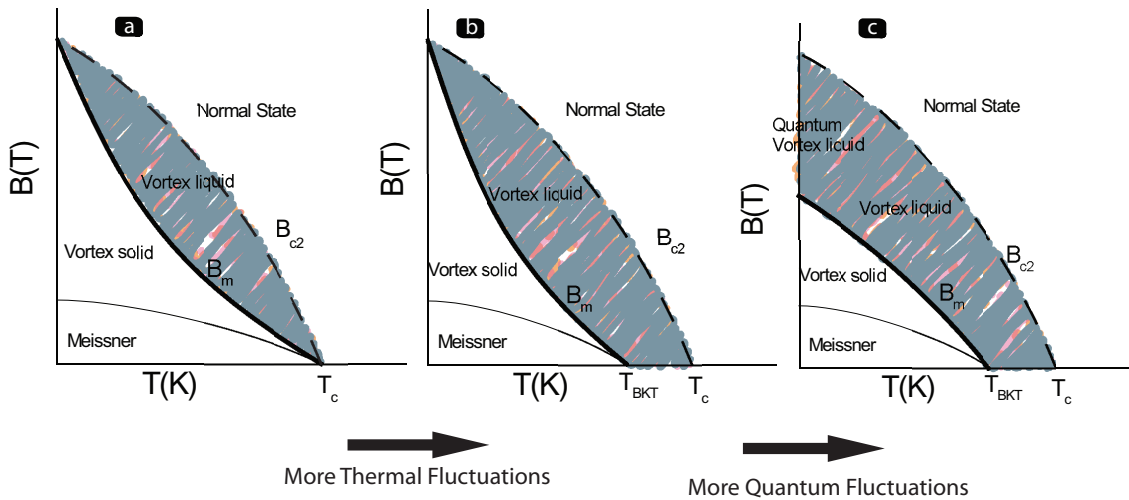 a
B(T)
Normal State
Vortex liquid
B_c2
Vortex solid
B_m
Meissner
T(K)
T_c
b
B(T)
Normal State
Vortex liquid
B_c2
Vortex solid
B_m
Meissner
T(K)
T_BKT
T_c
c
B(T)
Normal State
Quantum
Vortex liquid
Vortex liquid
B_c2
Vortex solid
B_m
Meissner
T(K)
T_BKT
T_c
More Thermal Fluctuations
More Quantum Fluctuations